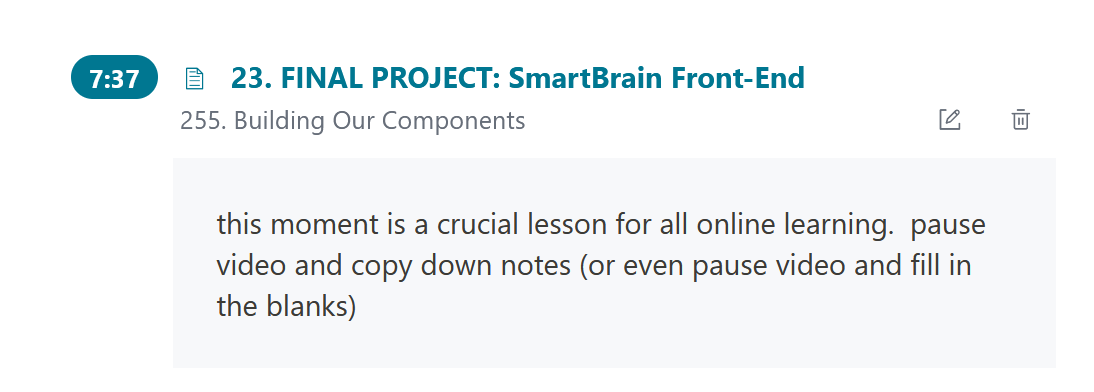 7:37 23. FINAL PROJECT: SmartBrain Front-End
255. Building Our Components
this moment is a crucial lesson for all online learning.  pause
video and copy down notes (or even pause video and fill in
the blanks)